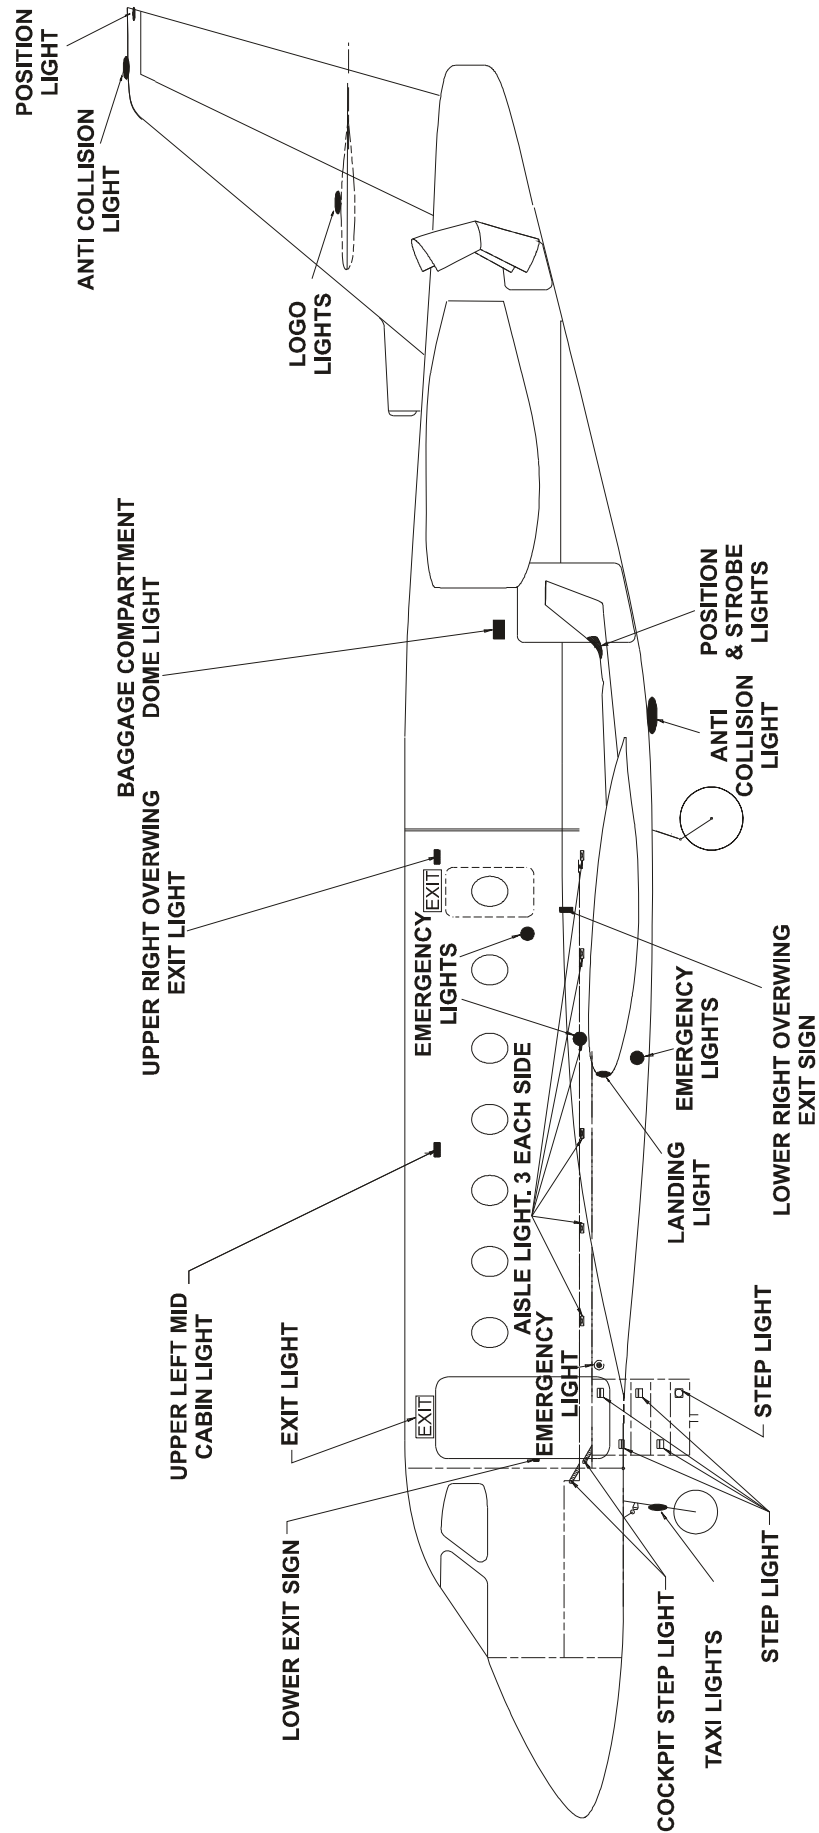 POSITION
LIGHT
ANTI COLLISION
LIGHT
LOGO
LIGHTS
BAGGAGE COMPARTMENT
DOME LIGHT
UPPER RIGHT OVERWING
EXIT LIGHT
UPPER LEFT MID
CABIN LIGHT
EXIT LIGHT
LOWER EXIT SIGN
EXIT
EXIT
EMERGENCY
LIGHTS
AISLE LIGHT. 3 EACH SIDE
EMERGENCY
LIGHT
POSITION
& STROBE
LIGHTS
ANTI
COLLISION
LIGHT
LOWER RIGHT OVERWING
EXIT SIGN
EMERGENCY
LIGHTS
LANDING
LIGHT
STEP LIGHT
STEP LIGHT
TAXI LIGHTS
COCKPIT STEP LIGHT